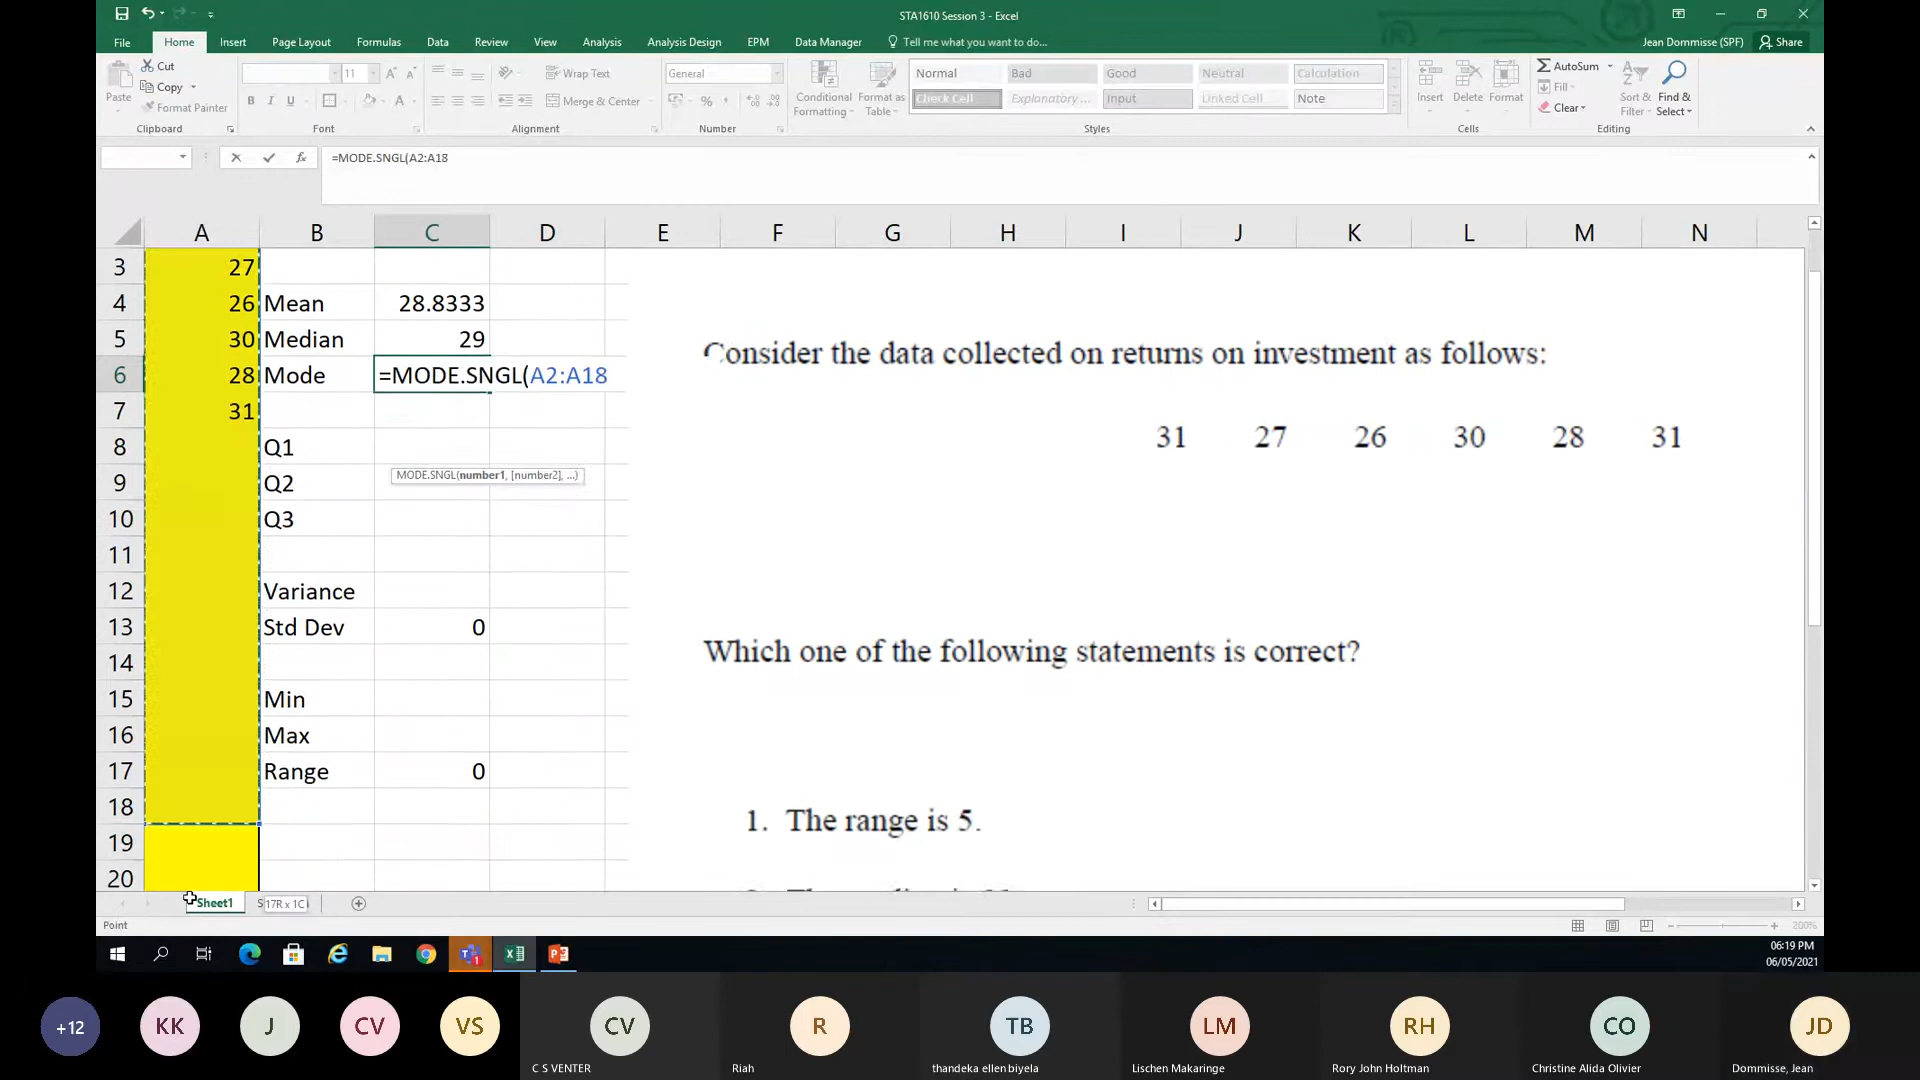 STA1610 Session 3 - Excel
File Home Insert Page Layout Formulas Data Review View Analysis Analysis Design EPM Data Manager Tell me what you want to do... Jean Dommisse (SPF) Share
Paste Cut Copy Format Painter Clipboard
11 B I U A A A Font
Wrap Text Merge & Center Alignment
General % Number
Conditional Formatting Format as Table
Normal Bad Good Neutral Calculation
Check Cell Explanatory ... Input Linked Cell Note
Styles
Insert Delete Format Cells
AutoSum Fill Clear Sort & Filter Find & Select Editing
fx =MODE.SNGL(A2:A18
A B C D E F G H I J K L M N
3 27
4 26 Mean 28.8333
5 30 Median 29
6 28 Mode =MODE.SNGL(A2:A18
7 31
8 Q1
MODE.SNGL(number1, [number2], ...)
9 Q2
10 Q3
11
12 Variance
13 Std Dev 0
14
15 Min
16 Max
17 Range 0
18
19
20
Consider the data collected on returns on investment as follows:
31 27 26 30 28 31
Which one of the following statements is correct?
1. The range is 5.
Sheet1 S 17R x 1C
Point 200%
06:19 PM
06/05/2021
+12 KK J CV VS CV R TB LM RH CO JD
C S VENTER Riah thandeka ellen biyela Lischen Makaringe Rory John Holtman Christine Alida Olivier Dommisse, Jean